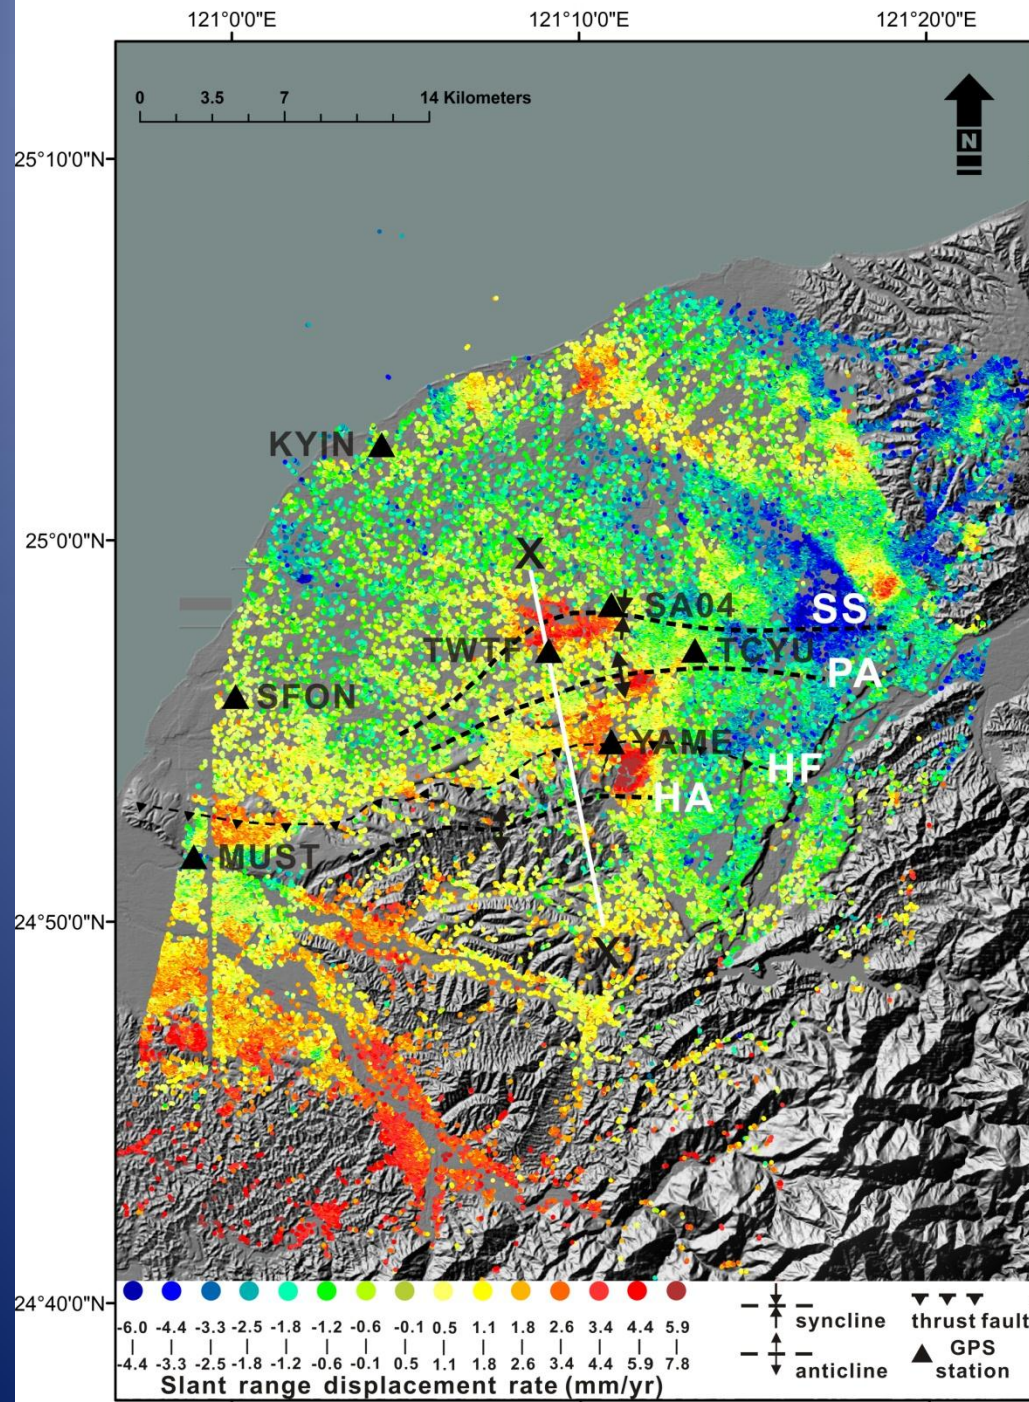 121°0'0"E 121°10'0"E 121°20'0"E
0 3.5 7 14 Kilometers
N
25°10'0"N
KYIN
25°0'0"N
X
SA04
SS
TWTF
TCYU
PA
SFON
YAME
HF
HA
MUST
24°50'0"N
X
24°40'0"N
-6.0 -4.4 -3.3 -2.5 -1.8 -1.2 -0.6 -0.1 0.5 1.1 1.8 2.6 3.4 4.4 5.9
-4.4 -3.3 -2.5 -1.8 -1.2 -0.6 -0.1 0.5 1.1 1.8 2.6 3.4 4.4 5.9 7.8
Slant range displacement rate (mm/yr)
syncline
anticline
thrust fault
GPS
station